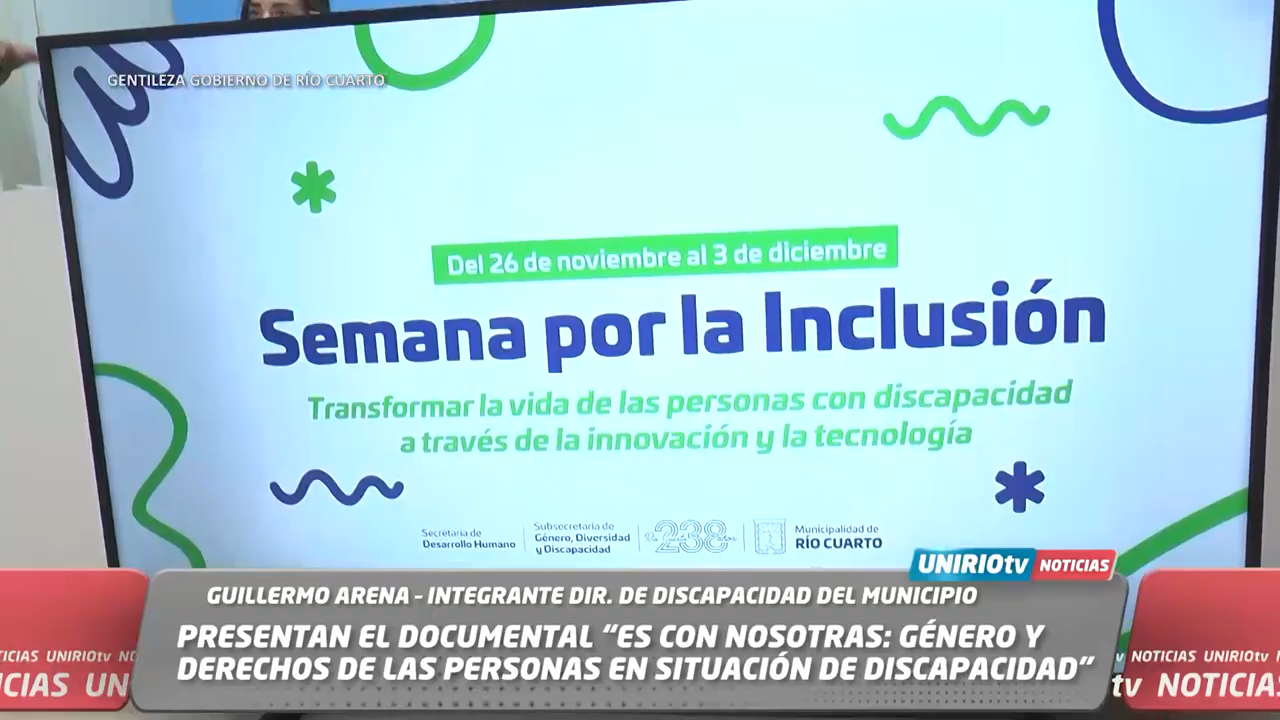 GENTILEZA GOBIERNO DE RÍO CUARTO
Del 26 de noviembre al 3 de diciembre
Semana por la Inclusión
Transformar la vida de las personas con discapacidad
a través de la innovación y la tecnología
Secretaría de
Desarrollo Humano
Subsecretaría de
Género, Diversidad
y Discapacidad
238
Municipalidad de
RÍO CUARTO
UNIRIOtv NOTICIAS
GUILLERMO ARENA - INTEGRANTE DIR. DE DISCAPACIDAD DEL MUNICIPIO
PRESENTAN EL DOCUMENTAL “ES CON NOSOTRAS: GÉNERO Y
DERECHOS DE LAS PERSONAS EN SITUACIÓN DE DISCAPACIDAD”
TICIAS UNIRIOtv NO
CIAS UN
NOTICIAS UNIRIOtv
tv NOTICIA